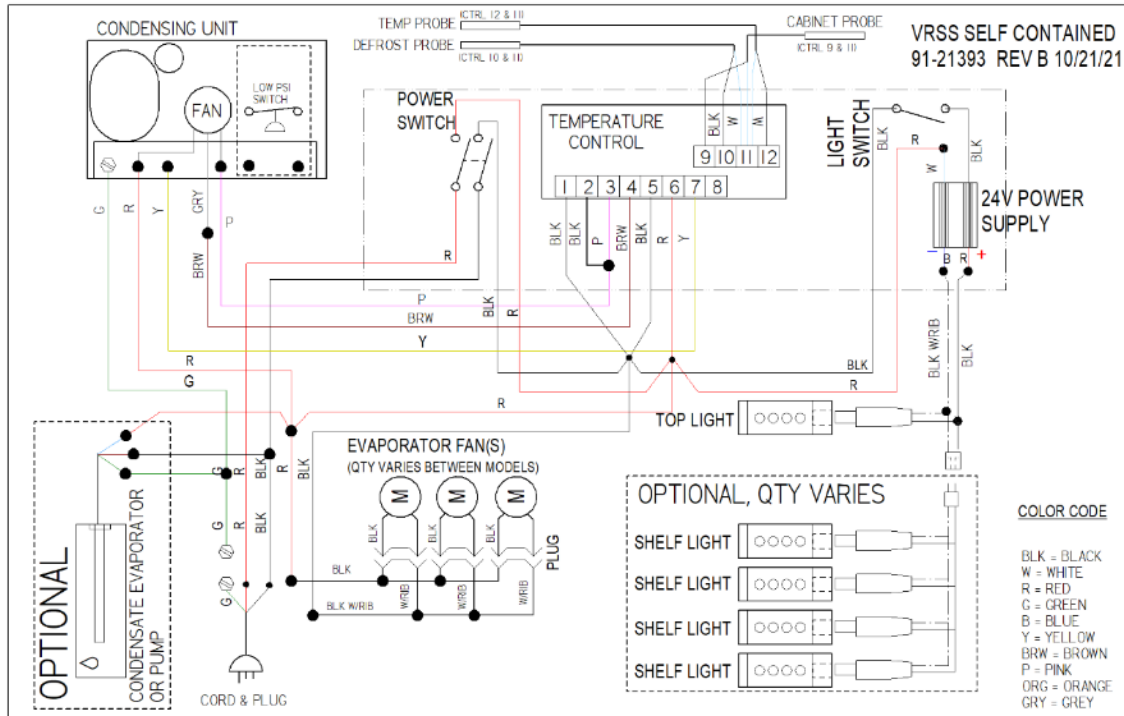 CONDENSING UNIT
LOW PSI
SWITCH
FAN
TEMP PROBE
(CTRL 12 & 11)
DEFROST PROBE
(CTRL 10 & 11)
CABINET PROBE
(CTRL 9 & 11)
VRSS SELF CONTAINED
91-21393 REV B 10/21/21
POWER
SWITCH
TEMPERATURE
CONTROL
BLK
W
W
9 10 11 12
1 2 3 4 5 6 7 8
LIGHT
SWITCH
BLK
R
W
BLK
24V POWER
SUPPLY
- B R +
G
R
Y
GRY
P
BRW
R
BLK
R
BLK
BLK
P
BRW
BLK
R
Y
P
BRW
Y
R
G
R
BLK
R
BLK W/RIB
BLK
TOP LIGHT
OPTIONAL
CONDENSATE EVAPORATOR
OR PUMP
G
R
BLK
R
BLK
G
R
BLK
G
CORD & PLUG
EVAPORATOR FAN(S)
(QTY VARIES BETWEEN MODELS)
M
M
M
BLK
BLK
BLK
PLUG
BLK
BLK W/RIB
W/RIB
W/RIB
W/RIB
OPTIONAL, QTY VARIES
SHELF LIGHT
SHELF LIGHT
SHELF LIGHT
SHELF LIGHT
COLOR CODE
BLK = BLACK
W = WHITE
R = RED
G = GREEN
B = BLUE
Y = YELLOW
BRW = BROWN
P = PINK
ORG = ORANGE
GRY = GREY